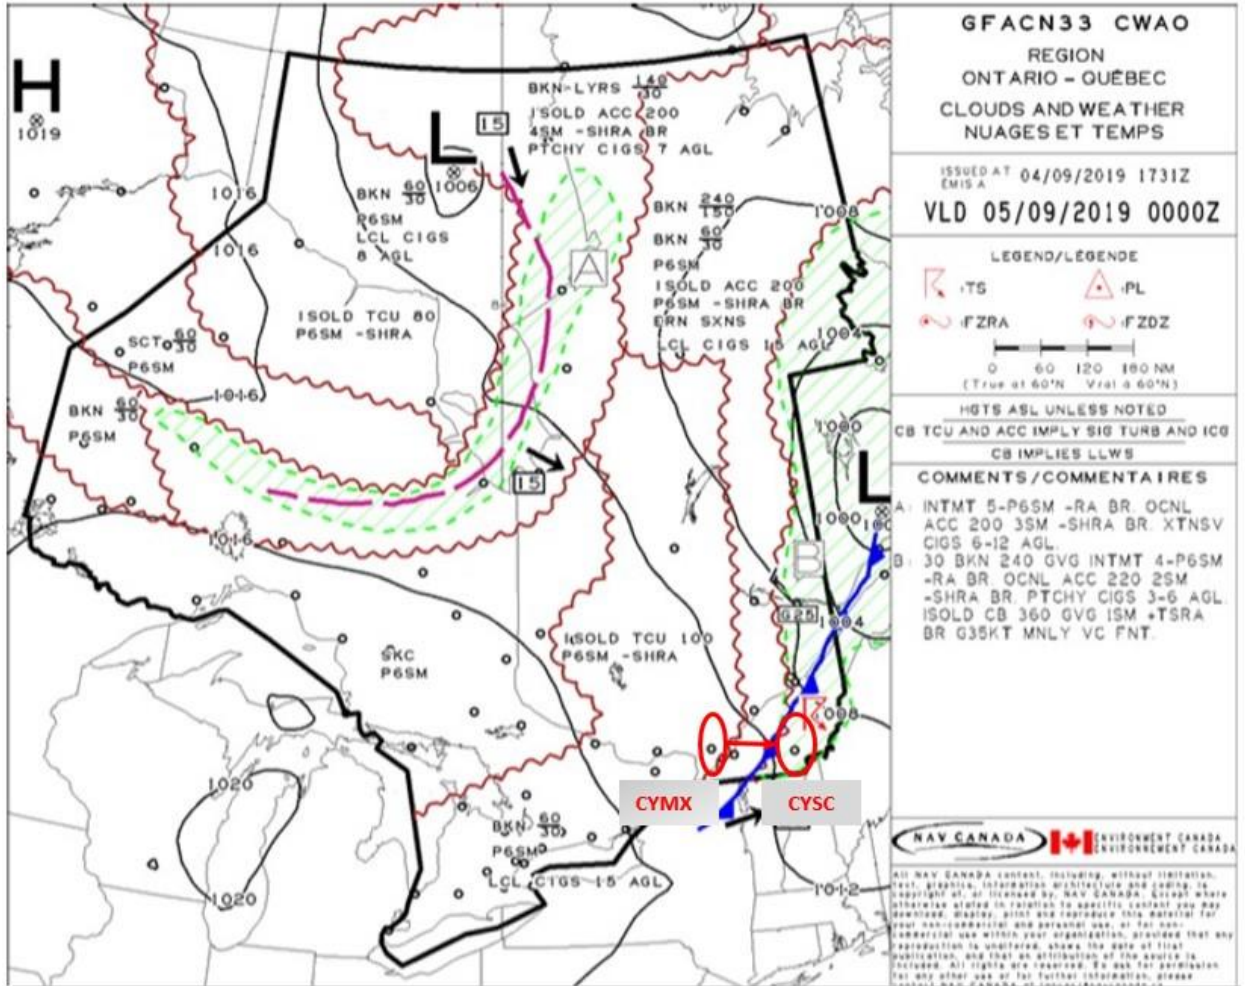 GFACN33 CWAO
REGION
ONTARIO – QUÉBEC
CLOUDS AND WEATHER
NUAGES ET TEMPS
ISSUED AT
ÉMIS A
04/09/2019 1731Z
VLD 05/09/2019 0000Z
LEGEND/LÉGENDE
:TS
:PL
:FZRA
:FZDZ
0 60 120 180 NM
(True at 60°N Vrai à 60°N)
HGTS ASL UNLESS NOTED
CB TCU AND ACC IMPLY SIG TURB AND ICG
CB IMPLIES LLWS
COMMENTS/COMMENTAIRES
A: INTMT 5-P6SM -RA BR. OCNL
ACC 200 3SM -SHRA BR. XTNSV
CIGS 6-12 AGL.
B: 30 BKN 240 GVG INTMT 4-P6SM
-RA BR. OCNL ACC 220 2SM
-SHRA BR. PTCHY CIGS 3-6 AGL.
ISOLD CB 360 GVG 1SM +TSRA
BR G35KT MNLY VC FNT.
NAV CANADA
ENVIRONMENT CANADA
ENVIRONNEMENT CANADA
H
1019
L
1006
15
BKN-LYRS 140/30
ISOLD ACC 200
4SM -SHRA BR
PTCHY CIGS 7 AGL
1016
BKN 60/30
P6SM
LCL CIGS
8 AGL
BKN 240/150
BKN 60/30
P6SM
ISOLD ACC 200
P6SM -SHRA BR
ERN SXNS
LCL CIGS 15 AGL
1008
1016
A
ISOLD TCU 80
P6SM -SHRA
1004
SCT 60/30
P6SM
1016
BKN 60/30
P6SM
1000
15
L
1000
1016
B
G25
1004
ISOLD TCU 100
P6SM -SHRA
SKC
P6SM
1008
1020
CYMX
CYSC
BKN 60/30
P6SM
LCL CIGS 15 AGL
1020
1012